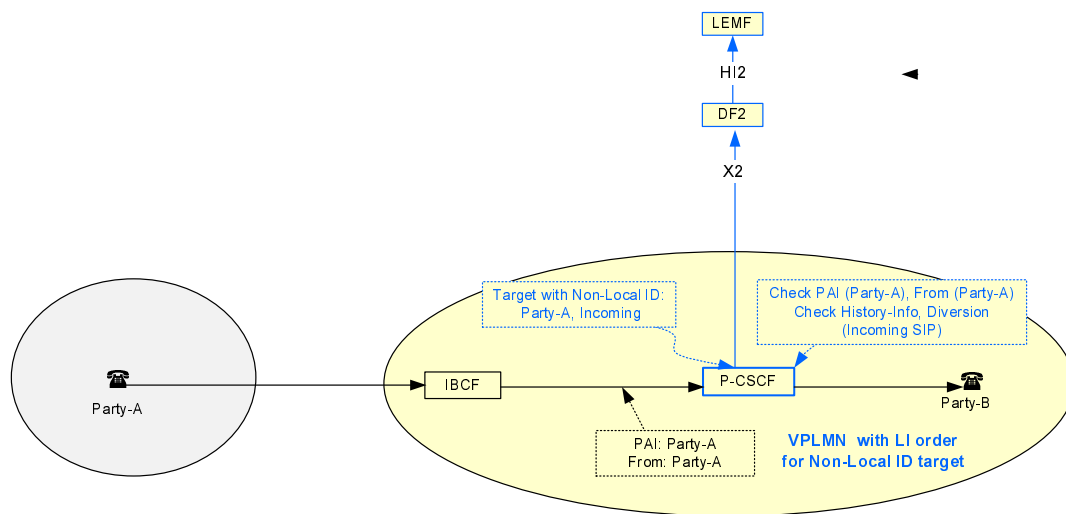 LEMF
HI2
DF2
X2
Target with Non-Local ID:
Party-A, Incoming
Check PAI (Party-A), From (Party-A)
Check History-Info, Diversion
(Incoming SIP)
IBCF
P-CSCF
Party-A
Party-B
PAI: Party-A
From: Party-A
VPLMN with LI order
for Non-Local ID target